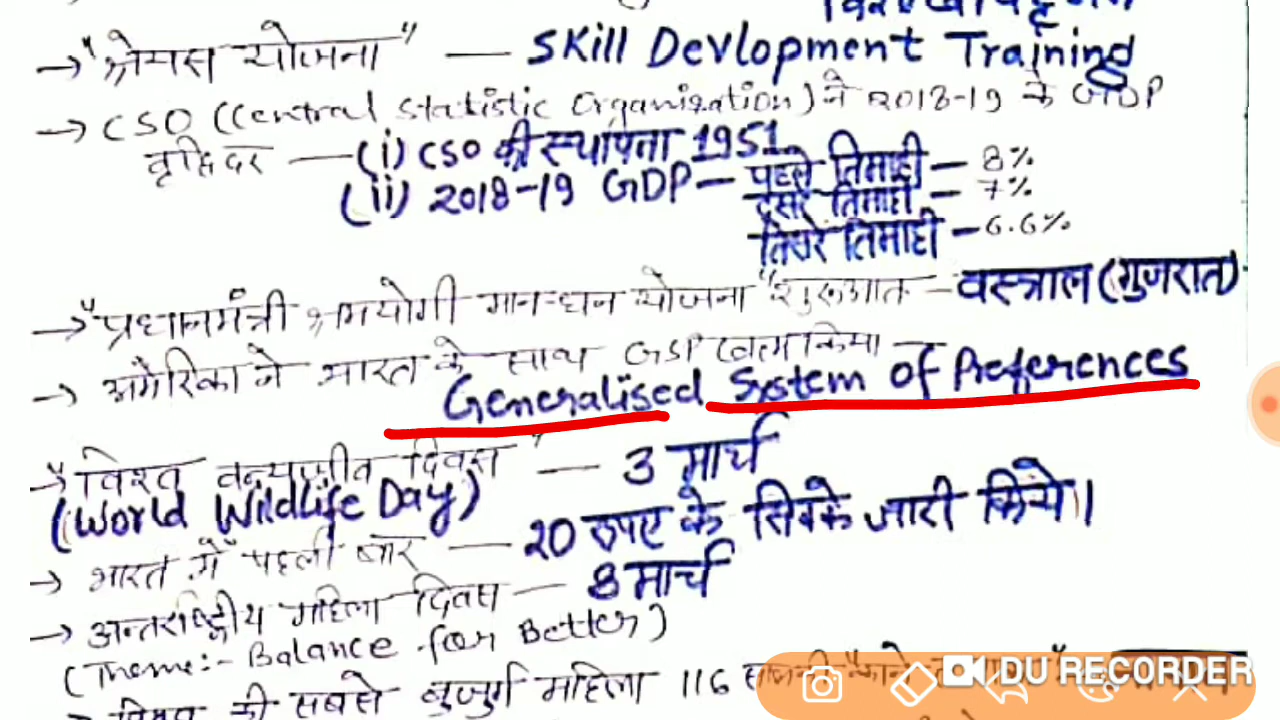 → "श्रेयस योजना" — Skill Devlopment Training
→ CSO (Central Statistic Organisation) ने 2018-19 के GDP
वृद्धि दर — (i) CSO की स्थापना 1951
(ii) 2018-19 GDP — पहले तिमाही — 8%
दुसरे तिमाही — 7%
तिसरे तिमाही — 6.6%
→ "प्रधानमंत्री श्रमयोगी मान-धन योजना" शुरूआत — वस्त्राल (गुजरात)
→ अमेरिका ने भारत के साथ GSP खत्म किया —
Generalised System of Preferences
→ "विश्व वन्यजीव दिवस" — 3 मार्च
(World Wildlife Day)
→ भारत में पहली बार — 20 रुपए के सिक्के जारी किये।
→ अन्तर्राष्ट्रीय महिला दिवस — 8 मार्च
(Theme:- Balance for Better)
→ विश्व की सबसे बुजुर्ग महिला 116
DU RECORDER